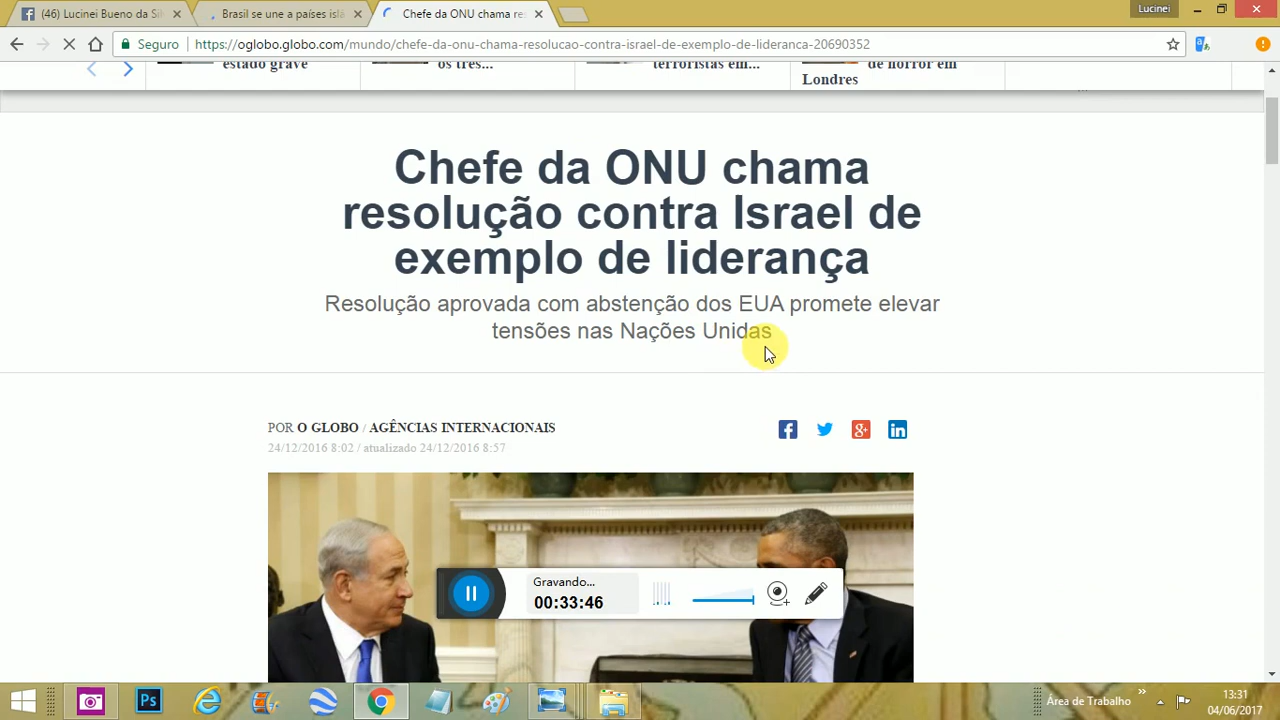 (46) Lucinei Bueno da Sil
Brasil se une a países islâ
Chefe da ONU chama res
Lucinei
Seguro
https://oglobo.globo.com/mundo/chefe-da-onu-chama-resolucao-contra-israel-de-exemplo-de-lideranca-20690352
estado grave
os três...
terroristas em...
de horror em
Londres
Chefe da ONU chama
resolução contra Israel de
exemplo de liderança
Resolução aprovada com abstenção dos EUA promete elevar
tensões nas Nações Unidas
POR O GLOBO / AGÊNCIAS INTERNACIONAIS
24/12/2016 8:02 / atualizado 24/12/2016 8:57
Gravando...
00:33:46
Ps
Área de Trabalho
13:31
04/06/2017